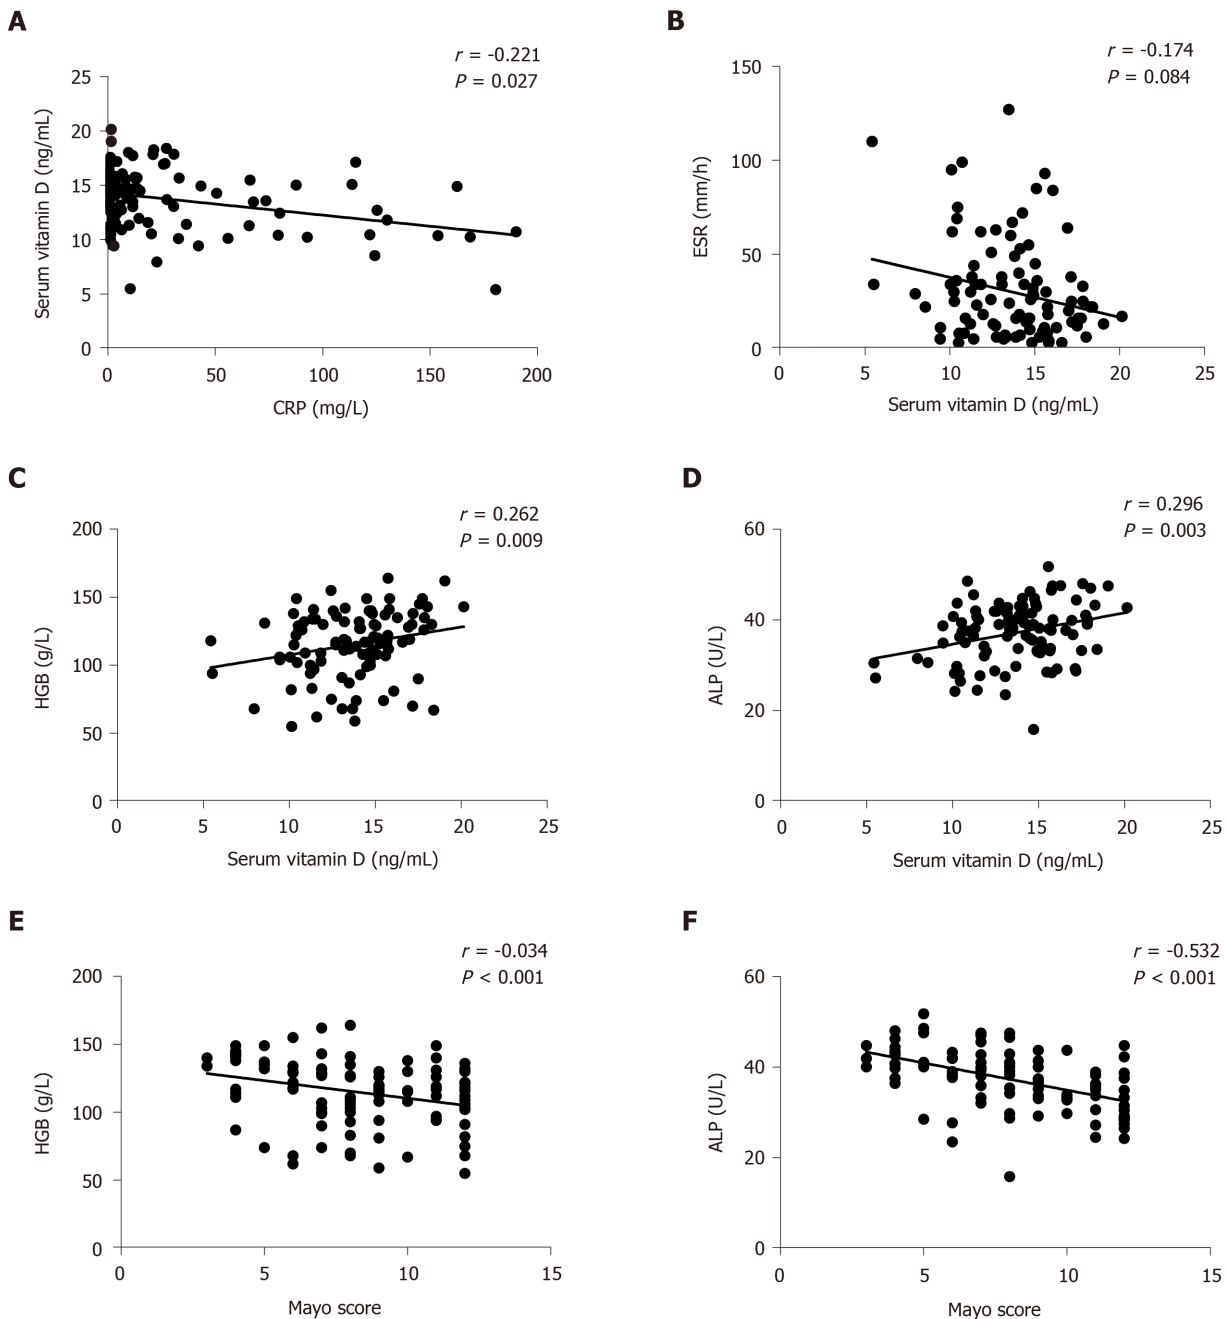 A
r = -0.221
P = 0.027
25
20
15
10
5
0
Serum vitamin D (ng/mL)
0 50 100 150 200
CRP (mg/L)
B
r = -0.174
P = 0.084
150
100
50
0
ESR (mm/h)
0 5 10 15 20 25
Serum vitamin D (ng/mL)
C
r = 0.262
P = 0.009
200
150
100
50
0
HGB (g/L)
0 5 10 15 20 25
Serum vitamin D (ng/mL)
D
r = 0.296
P = 0.003
60
40
20
0
ALP (U/L)
0 5 10 15 20 25
Serum vitamin D (ng/mL)
E
r = -0.034
P < 0.001
200
150
100
50
0
HGB (g/L)
0 5 10 15
Mayo score
F
r = -0.532
P < 0.001
60
40
20
0
ALP (U/L)
0 5 10 15
Mayo score